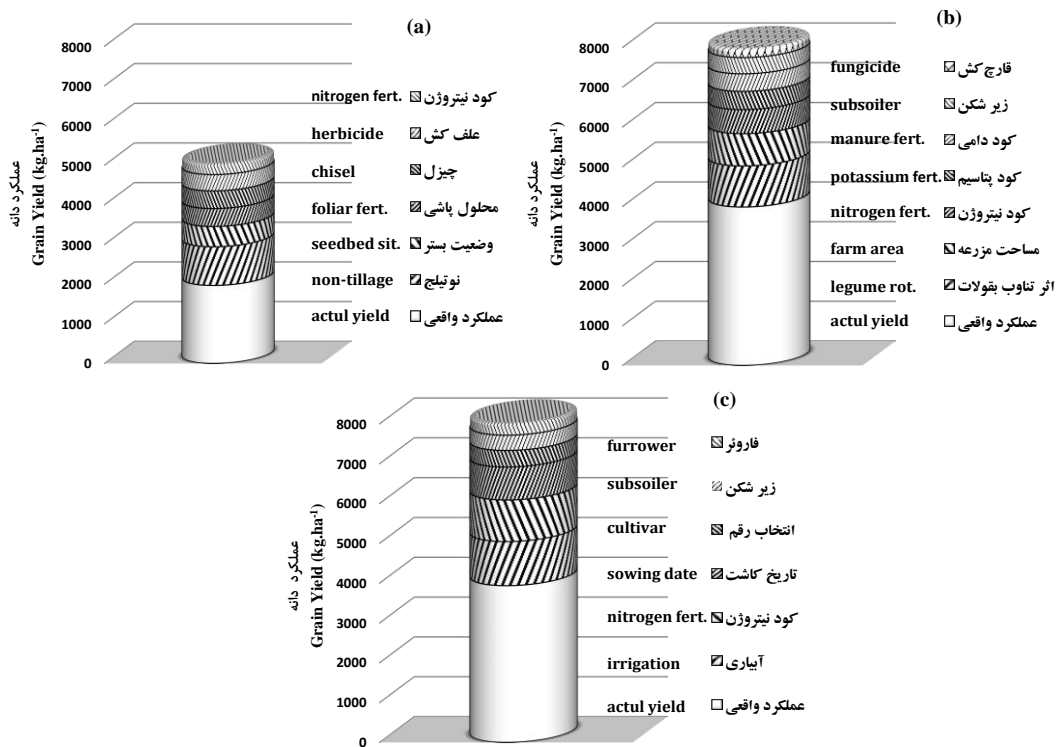 (a)
8000
7000
6000
5000
4000
3000
2000
1000
0
عملکرد دانه
Grain Yield (kg.ha⁻¹)
nitrogen fert. کود نیتروژن
herbicide علف کش
chisel چیزل
foliar fert. محلول پاشی
seedbed sit. وضعیت بستر
non-tillage نوتیلج
actul yield عملکرد واقعی
(b)
8000
7000
6000
5000
4000
3000
2000
1000
0
عملکرد دانه
Grain Yield (kg.ha⁻¹)
fungicide قارچ کش
subsoiler زیر شکن
manure fert. کود دامی
potassium fert. کود پتاسیم
nitrogen fert. کود نیتروژن
farm area مساحت مزرعه
legume rot. اثر تناوب بقولات
actul yield عملکرد واقعی
(c)
8000
7000
6000
5000
4000
3000
2000
1000
0
عملکرد دانه
Grain Yield (kg.ha⁻¹)
furrower فاروئر
subsoiler زیر شکن
cultivar انتخاب رقم
sowing date تاریخ کاشت
nitrogen fert. کود نیتروژن
irrigation آبیاری
actul yield عملکرد واقعی